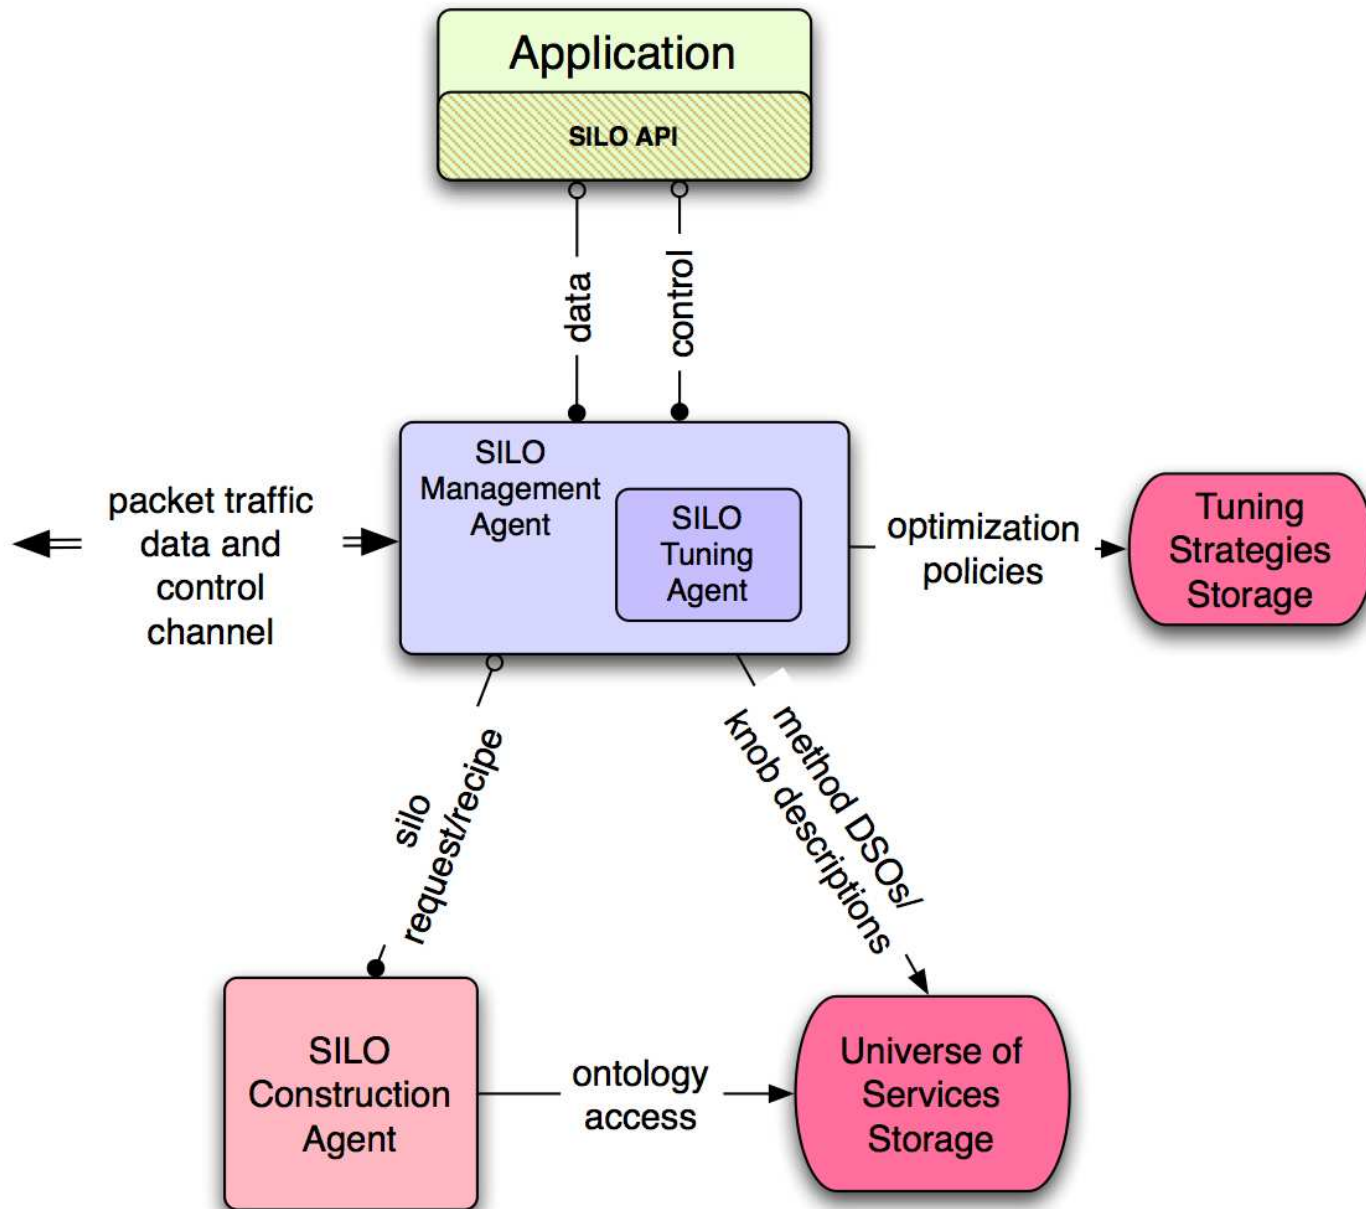 Application
SILO API
data
control
SILO
Management
Agent
SILO
Tuning
Agent
packet traffic
data and
control
channel
optimization
policies
Tuning
Strategies
Storage
silo
request/recipe
method DSOs/
knob descriptions
SILO
Construction
Agent
ontology
access
Universe of
Services
Storage